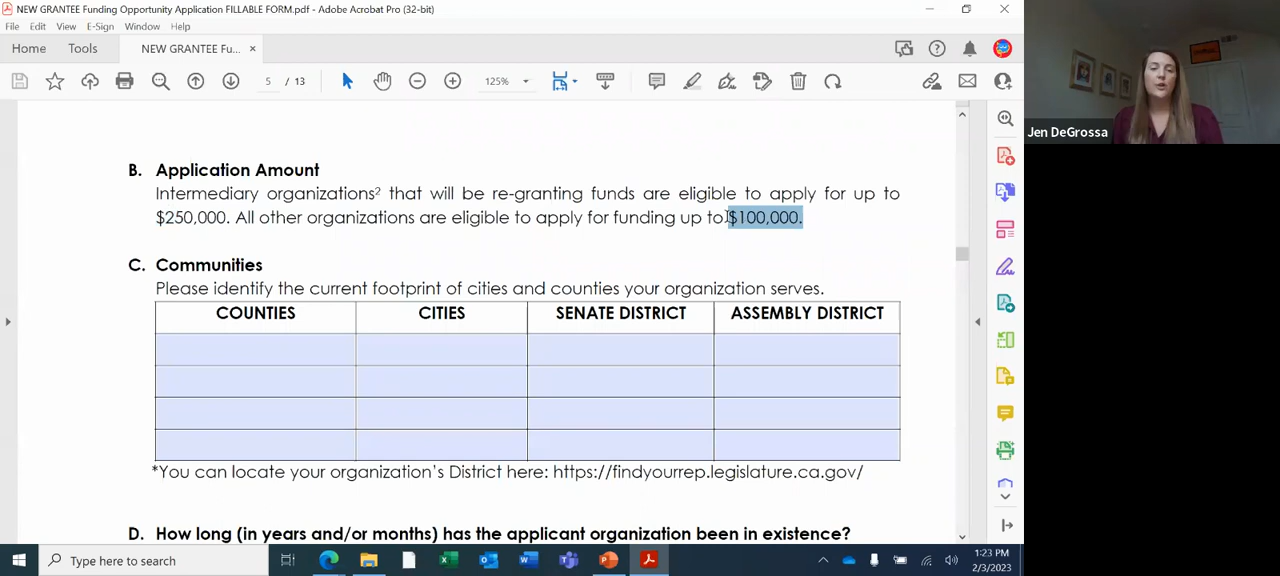 NEW GRANTEE Funding Opportunity Application FILLABLE FORM.pdf - Adobe Acrobat Pro (32-bit)
File Edit View E-Sign Window Help
Home Tools NEW GRANTEE Fu... ×
5 / 13 125%
Jen DeGrossa
B. Application Amount
Intermediary organizations² that will be re-granting funds are eligible to apply for up to
$250,000. All other organizations are eligible to apply for funding up to $100,000.
C. Communities
Please identify the current footprint of cities and counties your organization serves.
COUNTIES CITIES SENATE DISTRICT ASSEMBLY DISTRICT
*You can locate your organization's District here: https://findyourrep.legislature.ca.gov/
D. How long (in years and/or months) has the applicant organization been in existence?
Type here to search
1:23 PM
2/3/2023